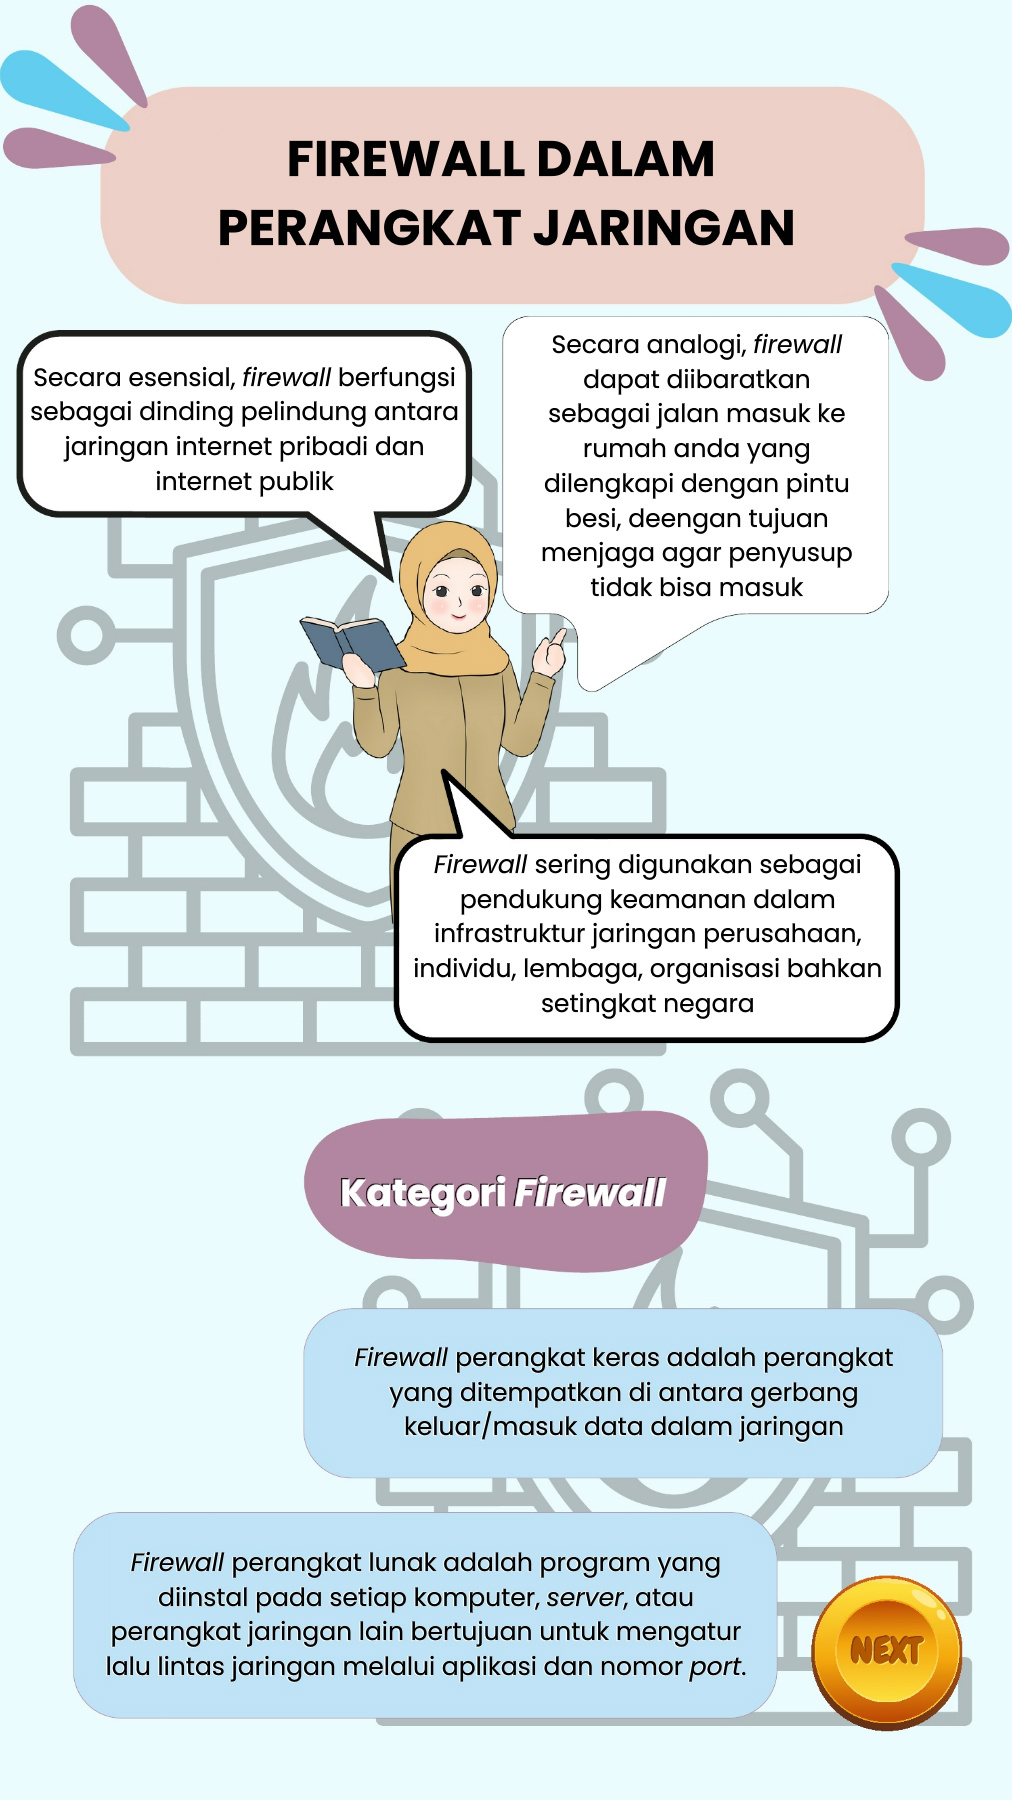 FIREWALL DALAM
PERANGKAT JARINGAN
Secara esensial, firewall berfungsi
sebagai dinding pelindung antara
jaringan internet pribadi dan
internet publik
Secara analogi, firewall
dapat diibaratkan
sebagai jalan masuk ke
rumah anda yang
dilengkapi dengan pintu
besi, deengan tujuan
menjaga agar penyusup
tidak bisa masuk
Firewall sering digunakan sebagai
pendukung keamanan dalam
infrastruktur jaringan perusahaan,
individu, lembaga, organisasi bahkan
setingkat negara
Kategori Firewall
Firewall perangkat keras adalah perangkat
yang ditempatkan di antara gerbang
keluar/masuk data dalam jaringan
Firewall perangkat lunak adalah program yang
diinstal pada setiap komputer, server, atau
perangkat jaringan lain bertujuan untuk mengatur
lalu lintas jaringan melalui aplikasi dan nomor port.
NEXT